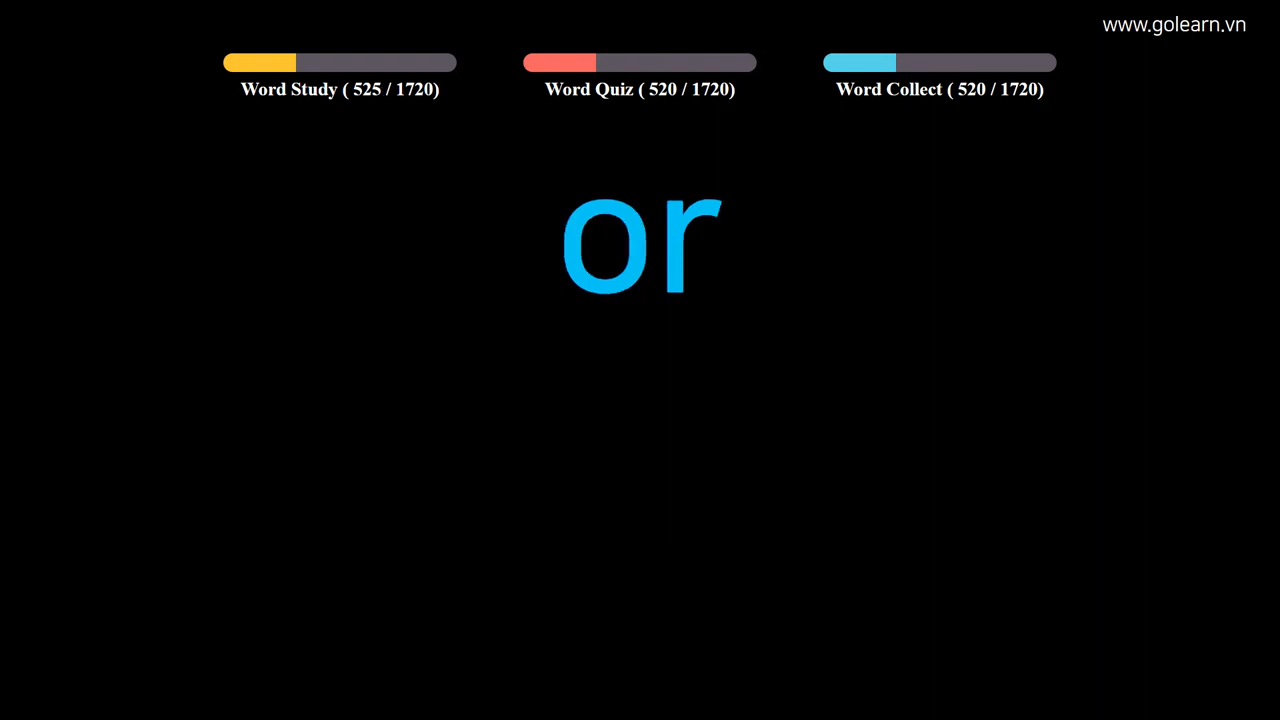 www.golearn.vn
Word Study ( 525 / 1720)
Word Quiz ( 520 / 1720)
Word Collect ( 520 / 1720)
or